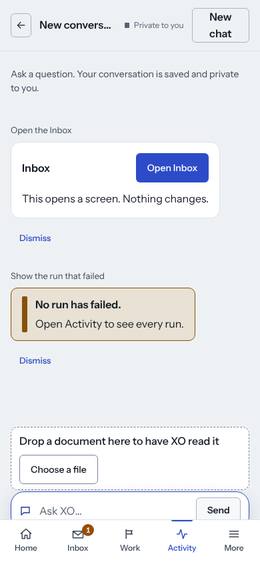 New convers...
Private to you
New
chat
Ask a question. Your conversation is saved and private
to you.
Open the Inbox
Inbox
Open Inbox
This opens a screen. Nothing changes.
Dismiss
Show the run that failed
No run has failed.
Open Activity to see every run.
Dismiss
Drop a document here to have XO read it
Choose a file
Ask XO...
Send
1
Home
Inbox
Work
Activity
More